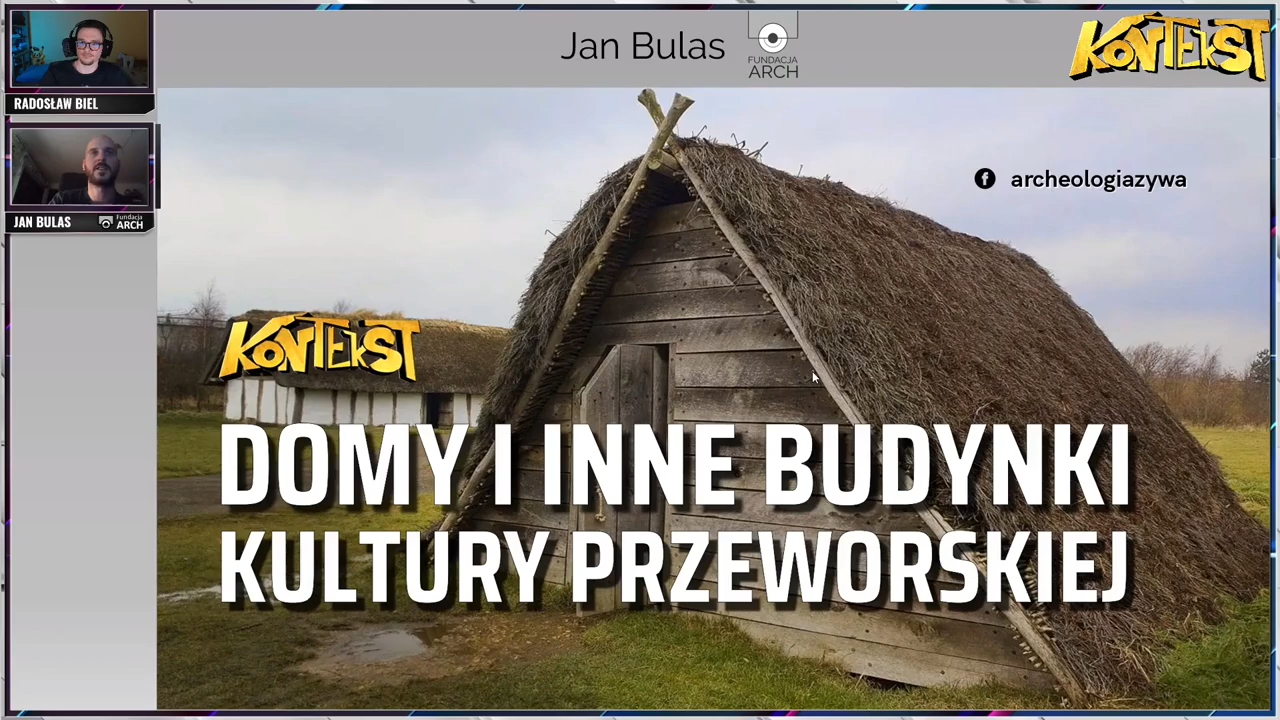 RADOSŁAW BIEL
JAN BULAS
Fundacja
ARCH
Jan Bulas
FUNDACJA
ARCH
KONTEKST
archeologiazywa
KONTEKST
DOMY I INNE BUDYNKI
KULTURY PRZEWORSKIEJ